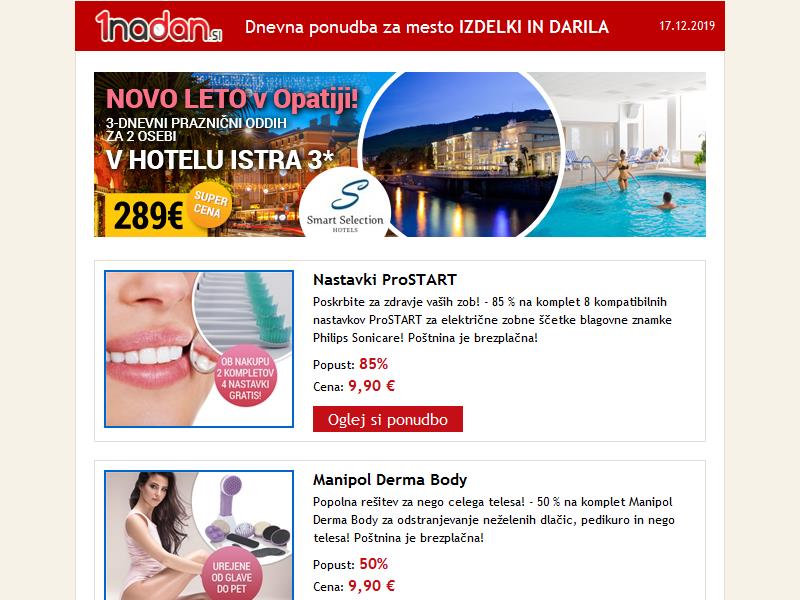 1nadan.si
Dnevna ponudba za mesto IZDELKI IN DARILA
17.12.2019
NOVO LETO v Opatiji!
3-DNEVNI PRAZNIČNI ODDIH
ZA 2 OSEBI
V HOTELU ISTRA 3*
289€
SUPER
CENA
S
Smart Selection
HOTELS
Nastavki ProSTART
Poskrbite za zdravje vaših zob! - 85 % na komplet 8 kompatibilnih
nastavkov ProSTART za električne zobne ščetke blagovne znamke
Philips Sonicare! Poštnina je brezplačna!
OB NAKUPU
2 KOMPLETOV
4 NASTAVKI
GRATIS!
Popust: 85%
Cena: 9,90 €
Oglej si ponudbo
Manipol Derma Body
Popolna rešitev za nego celega telesa! - 50 % na komplet Manipol
Derma Body za odstranjevanje neželenih dlačic, pedikuro in nego
telesa! Poštnina je brezplačna!
UREJENE
OD GLAVE
DO PET
Popust: 50%
Cena: 9,90 €